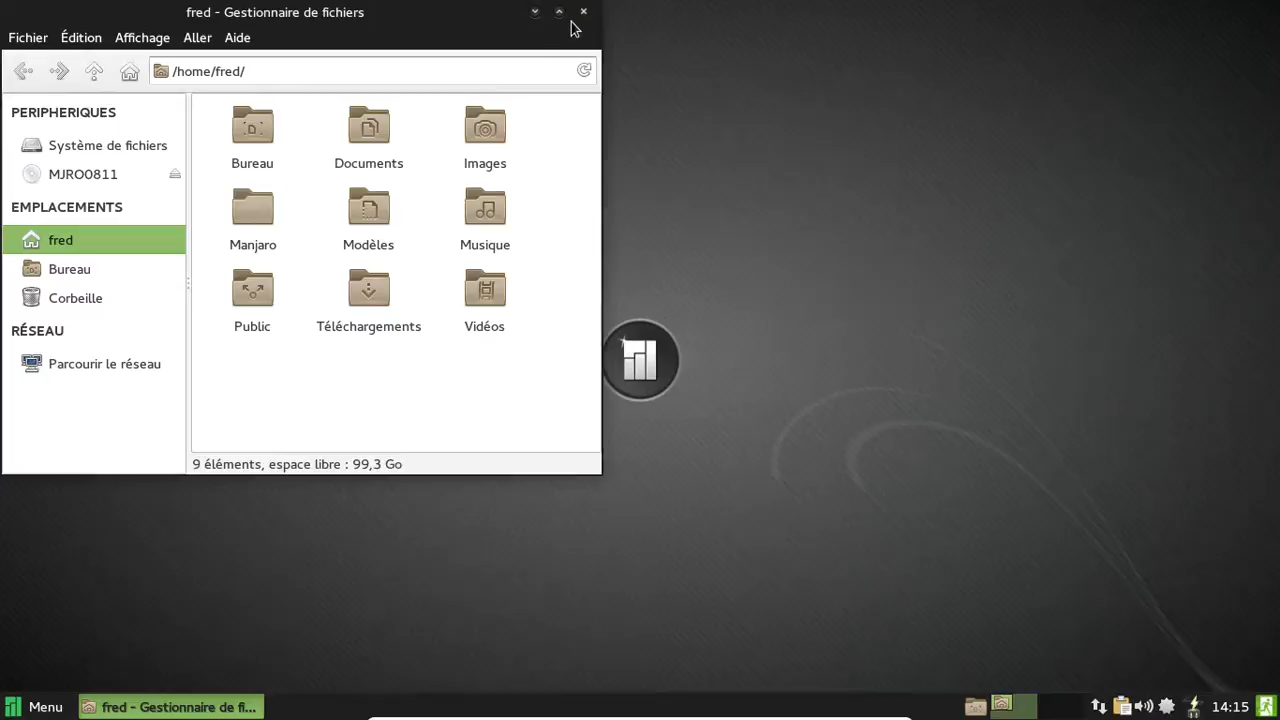 fred - Gestionnaire de fichiers
Fichier Édition Affichage Aller Aide
/home/fred/
PERIPHERIQUES
Système de fichiers
MJRO0811
EMPLACEMENTS
fred
Bureau
Corbeille
RÉSEAU
Parcourir le réseau
Bureau Documents Images
Manjaro Modèles Musique
Public Téléchargements Vidéos
9 éléments, espace libre : 99,3 Go
Menu fred - Gestionnaire de fi... 14:15